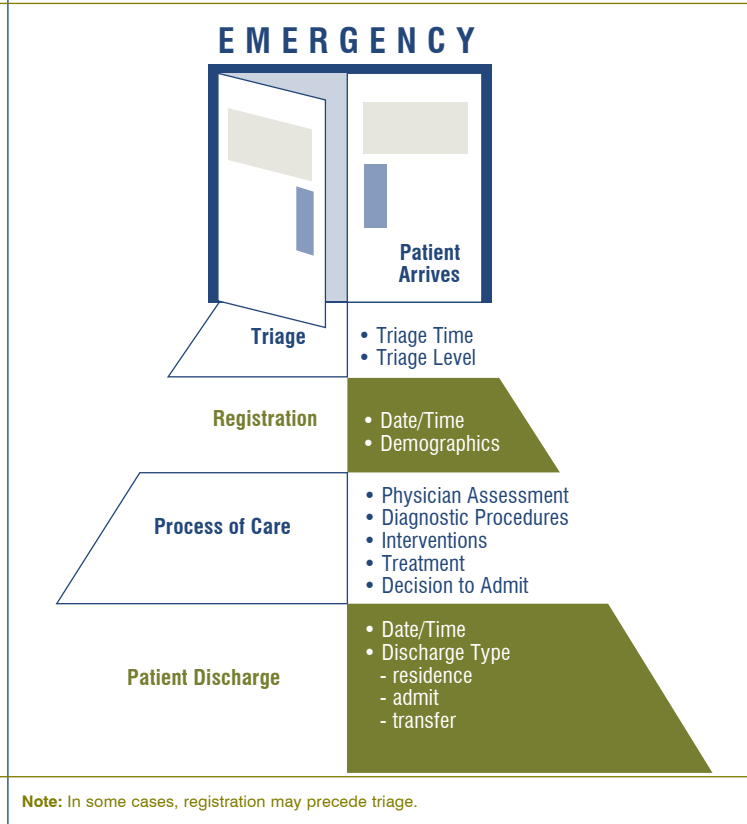 EMERGENCY
Patient
Arrives
Triage
• Triage Time
• Triage Level
Registration
• Date/Time
• Demographics
Process of Care
• Physician Assessment
• Diagnostic Procedures
• Interventions
• Treatment
• Decision to Admit
Patient Discharge
• Date/Time
• Discharge Type
- residence
- admit
- transfer
Note: In some cases, registration may precede triage.